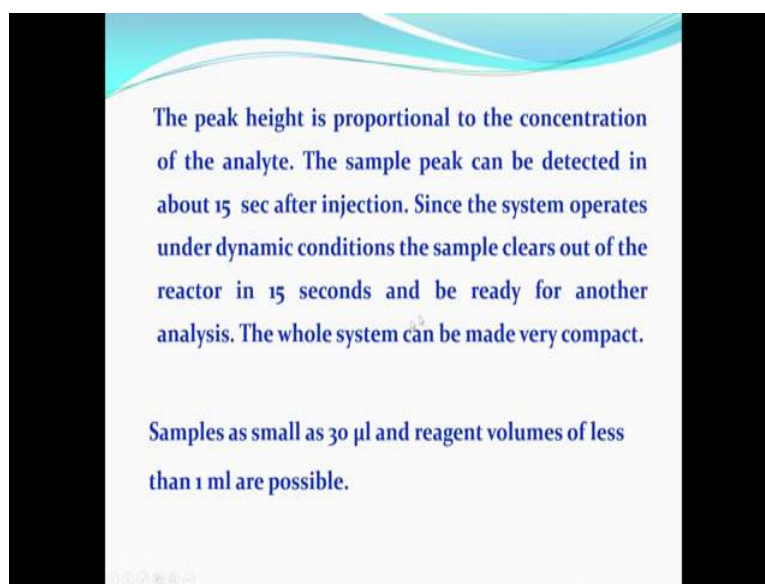 The peak height is proportional to the concentration
of the analyte. The sample peak can be detected in
about 15 sec after injection. Since the system operates
under dynamic conditions the sample clears out of the
reactor in 15 seconds and be ready for another
analysis. The whole system can be made very compact.
Samples as small as 30 µl and reagent volumes of less
than 1 ml are possible.